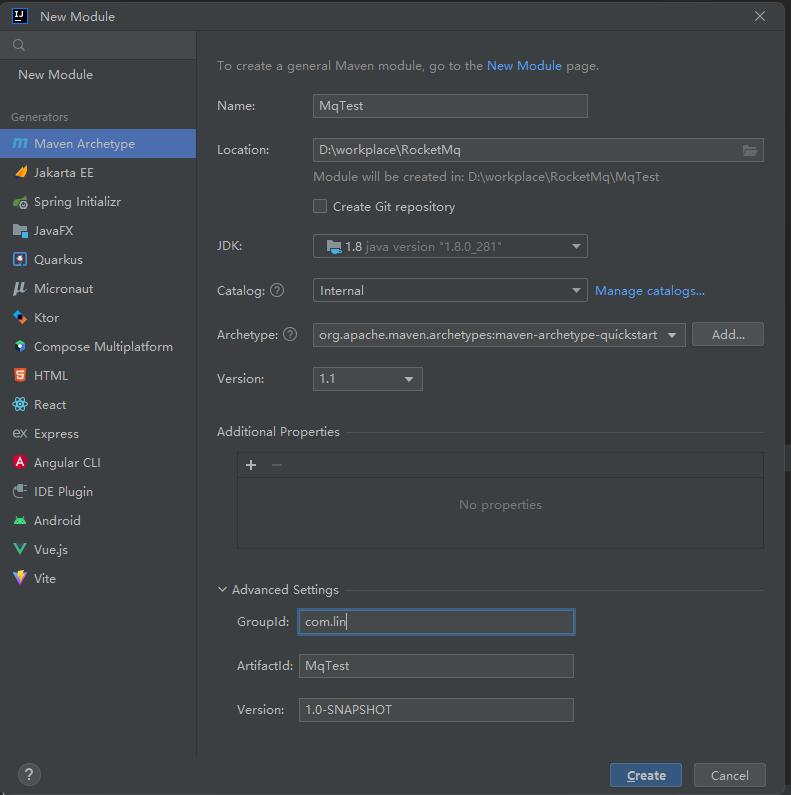 New Module
New Module
Generators
Maven Archetype
Jakarta EE
Spring Initializr
JavaFX
Quarkus
Micronaut
Ktor
Compose Multiplatform
HTML
React
Express
Angular CLI
IDE Plugin
Android
Vue.js
Vite
To create a general Maven module, go to the New Module page.
Name: MqTest
Location: D:\workplace\RocketMq
Module will be created in: D:\workplace\RocketMq\MqTest
Create Git repository
JDK: 1.8 java version "1.8.0_281"
Catalog: ? Internal Manage catalogs...
Archetype: ? org.apache.maven.archetypes:maven-archetype-quickstart Add...
Version: 1.1
Additional Properties
No properties
Advanced Settings
GroupId: com.lin
ArtifactId: MqTest
Version: 1.0-SNAPSHOT
? Create Cancel